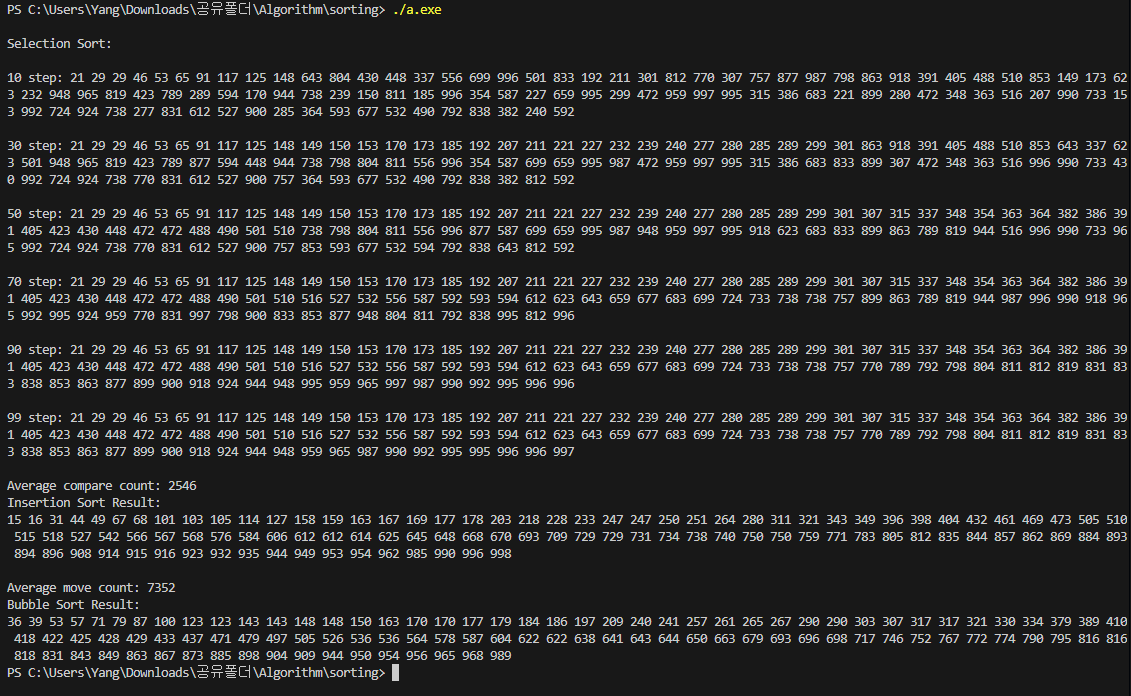 PS C:\Users\Yang\Downloads\공유폴더\Algorithm\sorting> ./a.exe
Selection Sort:
10 step: 21 29 29 46 53 65 91 117 125 148 643 804 430 448 337 556 699 996 501 833 192 211 301 812 770 307 757 877 987 798 863 918 391 405 488 510 853 149 173 62
3 232 948 965 819 423 789 289 594 170 944 738 239 150 811 185 996 354 587 227 659 995 299 472 959 997 995 315 386 683 221 899 280 472 348 363 516 207 990 733 15
3 992 724 924 738 277 831 612 527 900 285 364 593 677 532 490 792 838 382 240 592
30 step: 21 29 29 46 53 65 91 117 125 148 149 150 153 170 173 185 192 207 211 221 227 232 239 240 277 280 285 289 299 301 863 918 391 405 488 510 853 643 337 62
3 501 948 965 819 423 789 877 594 448 944 738 798 804 811 556 996 354 587 699 659 995 987 472 959 997 995 315 386 683 833 899 307 472 348 363 516 996 990 733 43
0 992 724 924 738 770 831 612 527 900 757 364 593 677 532 490 792 838 382 812 592
50 step: 21 29 29 46 53 65 91 117 125 148 149 150 153 170 173 185 192 207 211 221 227 232 239 240 277 280 285 289 299 301 307 315 337 348 354 363 364 382 386 39
1 405 423 430 448 472 472 488 490 501 510 738 798 804 811 556 996 877 587 699 659 995 987 948 959 997 995 918 623 683 833 899 863 789 819 944 516 996 990 733 96
5 992 724 924 738 770 831 612 527 900 757 853 593 677 532 594 792 838 643 812 592
70 step: 21 29 29 46 53 65 91 117 125 148 149 150 153 170 173 185 192 207 211 221 227 232 239 240 277 280 285 289 299 301 307 315 337 348 354 363 364 382 386 39
1 405 423 430 448 472 472 488 490 501 510 516 527 532 556 587 592 593 594 612 623 643 659 677 683 699 724 733 738 738 757 899 863 789 819 944 987 996 990 918 96
5 992 995 924 959 770 831 997 798 900 833 853 877 948 804 811 792 838 995 812 996
90 step: 21 29 29 46 53 65 91 117 125 148 149 150 153 170 173 185 192 207 211 221 227 232 239 240 277 280 285 289 299 301 307 315 337 348 354 363 364 382 386 39
1 405 423 430 448 472 472 488 490 501 510 516 527 532 556 587 592 593 594 612 623 643 659 677 683 699 724 733 738 738 757 770 789 792 798 804 811 812 819 831 83
3 838 853 863 877 899 900 918 924 944 948 995 959 965 997 987 990 992 995 996 996
99 step: 21 29 29 46 53 65 91 117 125 148 149 150 153 170 173 185 192 207 211 221 227 232 239 240 277 280 285 289 299 301 307 315 337 348 354 363 364 382 386 39
1 405 423 430 448 472 472 488 490 501 510 516 527 532 556 587 592 593 594 612 623 643 659 677 683 699 724 733 738 738 757 770 789 792 798 804 811 812 819 831 83
3 838 853 863 877 899 900 918 924 944 948 959 965 987 990 992 995 995 996 996 997
Average compare count: 2546
Insertion Sort Result:
15 16 31 44 49 67 68 101 103 105 114 127 158 159 163 167 169 177 178 203 218 228 233 247 247 250 251 264 280 311 321 343 349 396 398 404 432 461 469 473 505 510
515 518 527 542 566 567 568 576 584 606 612 612 614 625 645 648 668 670 693 709 729 729 731 734 738 740 750 750 759 771 783 805 812 835 844 857 862 869 884 893
894 896 908 914 915 916 923 932 935 944 949 953 954 962 985 990 996 998
Average move count: 7352
Bubble Sort Result:
36 39 53 57 71 79 87 100 123 123 143 143 148 148 150 163 170 170 177 179 184 186 197 209 240 241 257 261 265 267 290 290 303 307 317 317 321 330 334 379 389 410
418 422 425 428 429 433 437 471 479 497 505 526 536 536 564 578 587 604 622 622 638 641 643 644 650 663 679 693 696 698 717 746 752 767 772 774 790 795 816 816
818 831 843 849 863 867 873 885 898 904 909 944 950 954 956 965 968 989
PS C:\Users\Yang\Downloads\공유폴더\Algorithm\sorting>